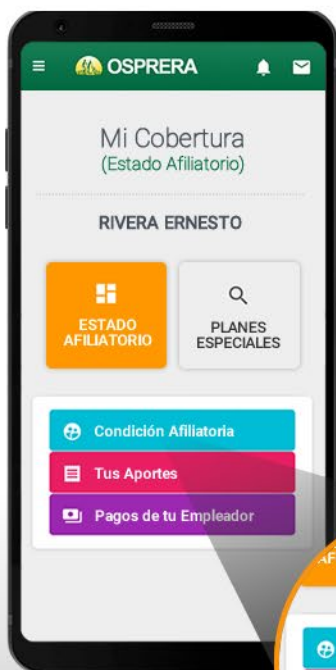 OSPRERA
Mi Cobertura
(Estado Afiliatorio)
RIVERA ERNESTO
ESTADO
AFILIATORIO
PLANES
ESPECIALES
Condición Afiliatoria
Tus Aportes
Pagos de tu Empleador